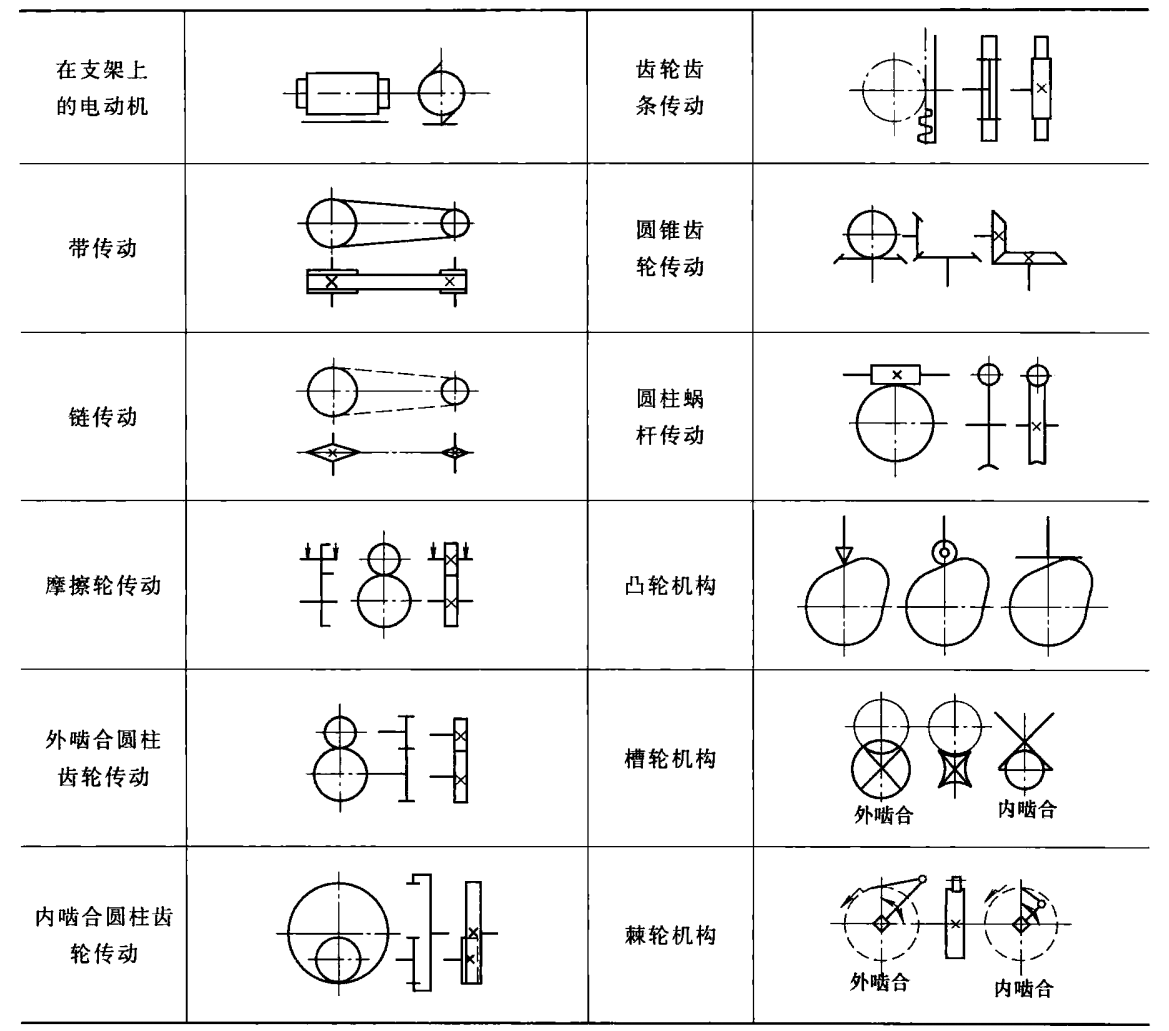 在支架上
的电动机
齿轮齿
条传动
带传动
圆锥齿
轮传动
链传动
圆柱蜗
杆传动
摩擦轮传动
凸轮机构
外啮合圆柱
齿轮传动
槽轮机构
外啮合
内啮合
内啮合圆柱齿
轮传动
棘轮机构
外啮合
内啮合